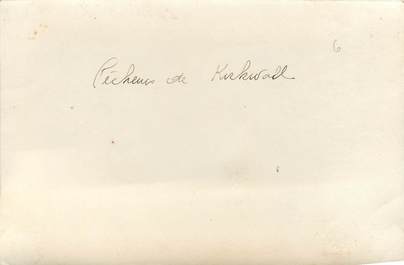 6
Pêcheurs de Kirkwall